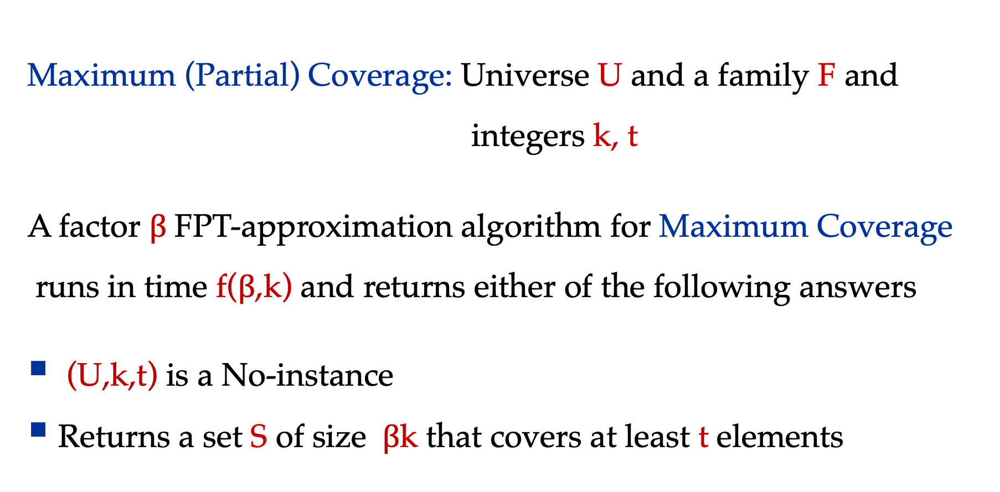 Maximum (Partial) Coverage: Universe U and a family F and
integers k, t
A factor β FPT-approximation algorithm for Maximum Coverage
runs in time f(β,k) and returns either of the following answers
▪ (U,k,t) is a No-instance
▪ Returns a set S of size βk that covers at least t elements